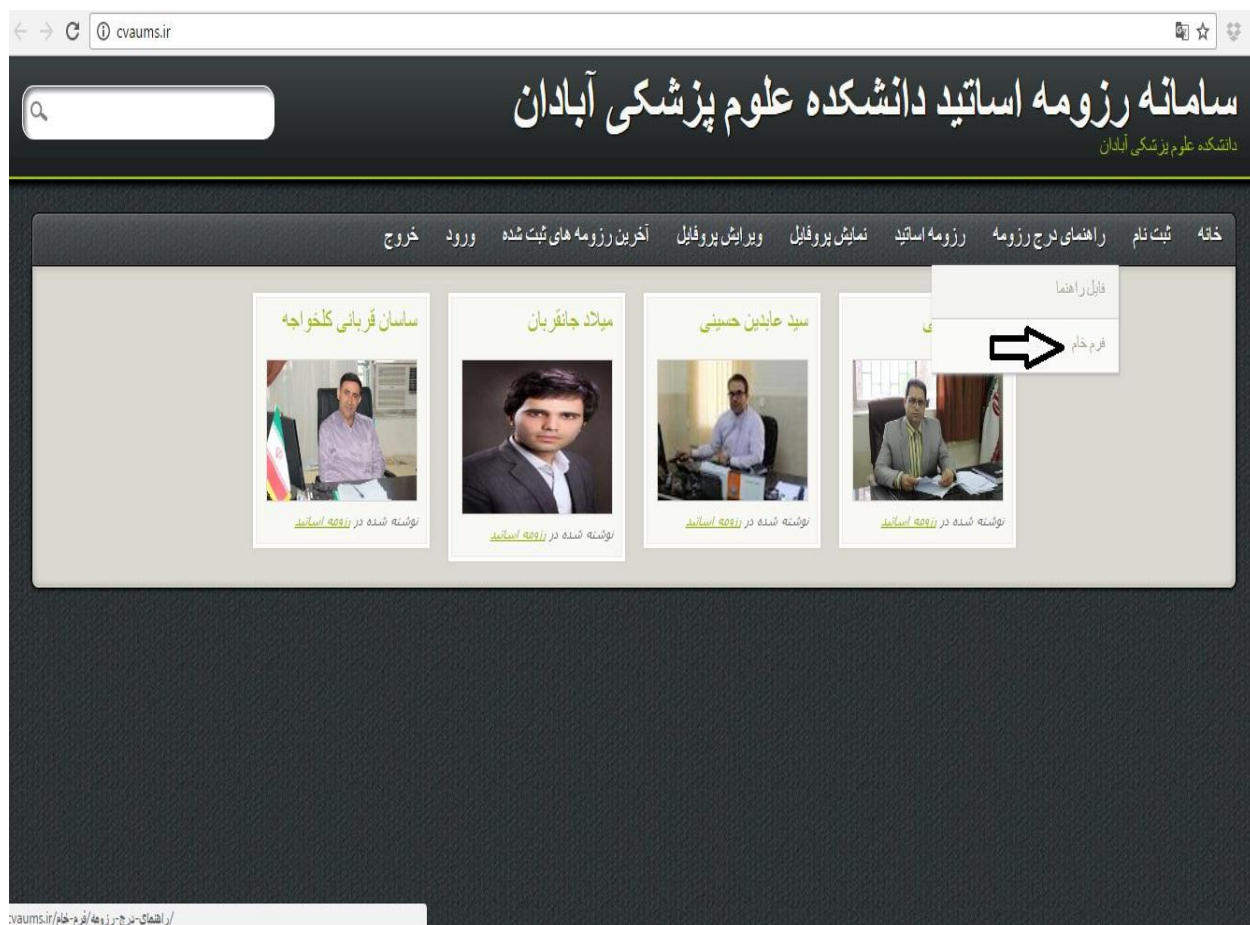 cvaums.ir
سامانه رزومه اساتید دانشکده علوم پزشکی آبادان
دانشکده علوم پزشکی آبادان
خانه ثبت نام راهنمای درج رزومه رزومه اساتید نمایش پروفایل ویرایش پروفایل آخرین رزومه های ثبت شده ورود خروج
فایل راهنما
فرم خام
سید عابدین حسینی
میلاد جانقربان
ساسان قربانی کلخواجه
نوشته شده در رزومه اساتید
نوشته شده در رزومه اساتید
نوشته شده در رزومه اساتید
نوشته شده در رزومه اساتید
vaums.ir/راهنمای-درج-رزومه/فرم-خام/